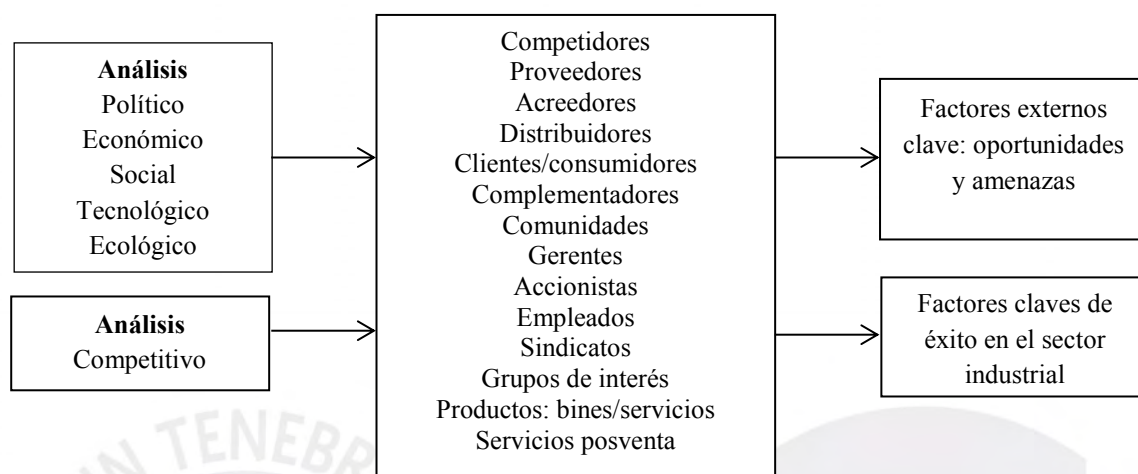 Análisis
Político
Económico
Social
Tecnológico
Ecológico
Análisis
Competitivo
Competidores
Proveedores
Acreedores
Distribuidores
Clientes/consumidores
Complementadores
Comunidades
Gerentes
Accionistas
Empleados
Sindicatos
Grupos de interés
Productos: bines/servicios
Servicios posventa
Factores externos
clave: oportunidades
y amenazas
Factores claves de
éxito en el sector
industrial
IN TENEBR